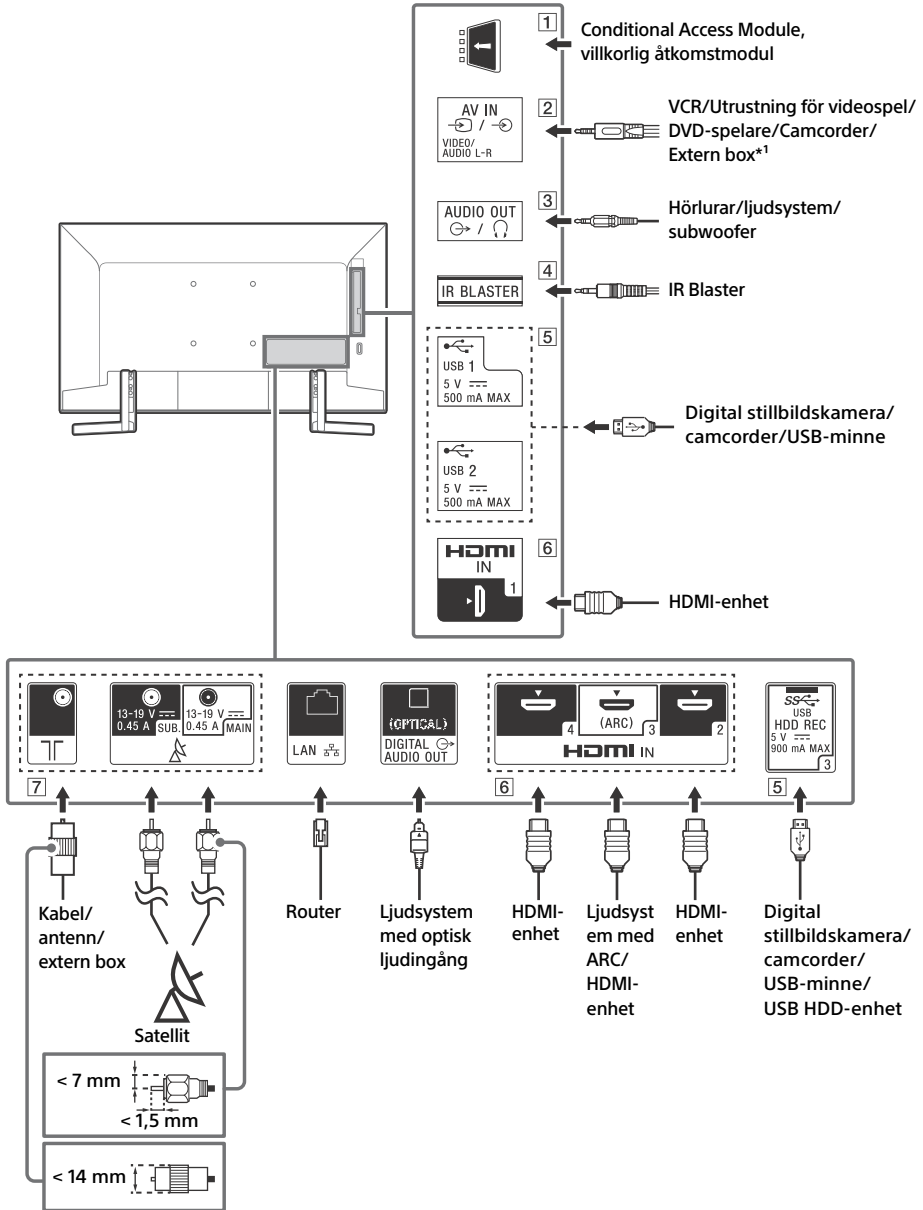 1
Conditional Access Module,
villkorlig åtkomstmodul
AV IN
/
VIDEO/
AUDIO L-R
2
VCR/Utrustning för videospel/
DVD-spelare/Camcorder/
Extern box*1
AUDIO OUT
/
3
Hörlurar/ljudsystem/
subwoofer
IR BLASTER
4
IR Blaster
5
USB 1
5 V
500 mA MAX
USB 2
5 V
500 mA MAX
Digital stillbildskamera/
camcorder/USB-minne
HDMI
IN
1
6
HDMI-enhet
13-19 V
0.45 A
SUB.
13-19 V
0.45 A
MAIN
LAN
(OPTICAL)
DIGITAL
AUDIO OUT
4
(ARC)
3
2
HDMI IN
SS
USB
HDD REC
5 V
900 mA MAX
3
7
6
5
Kabel/
antenn/
extern box
Satellit
Router
Ljudsystem
med optisk
ljudingång
HDMI-
enhet
Ljudsyst
em med
ARC/
HDMI-
enhet
HDMI-
enhet
Digital
stillbildskamera/
camcorder/
USB-minne/
USB HDD-enhet
< 7 mm
< 1,5 mm
< 14 mm